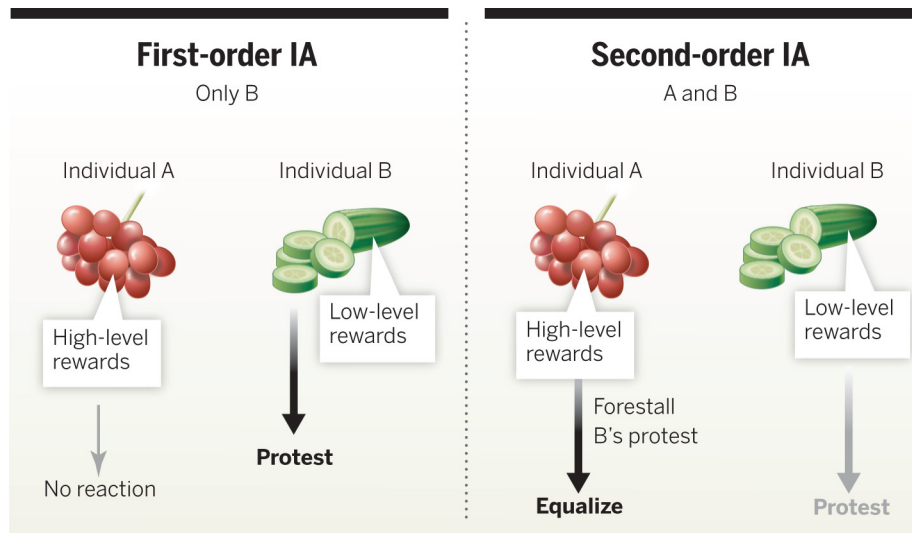 First-order IA
Only B
Individual A
Individual B
High-level
rewards
Low-level
rewards
No reaction
Protest
Second-order IA
A and B
Individual A
Individual B
High-level
rewards
Low-level
rewards
Forestall
B's protest
Equalize
Protest